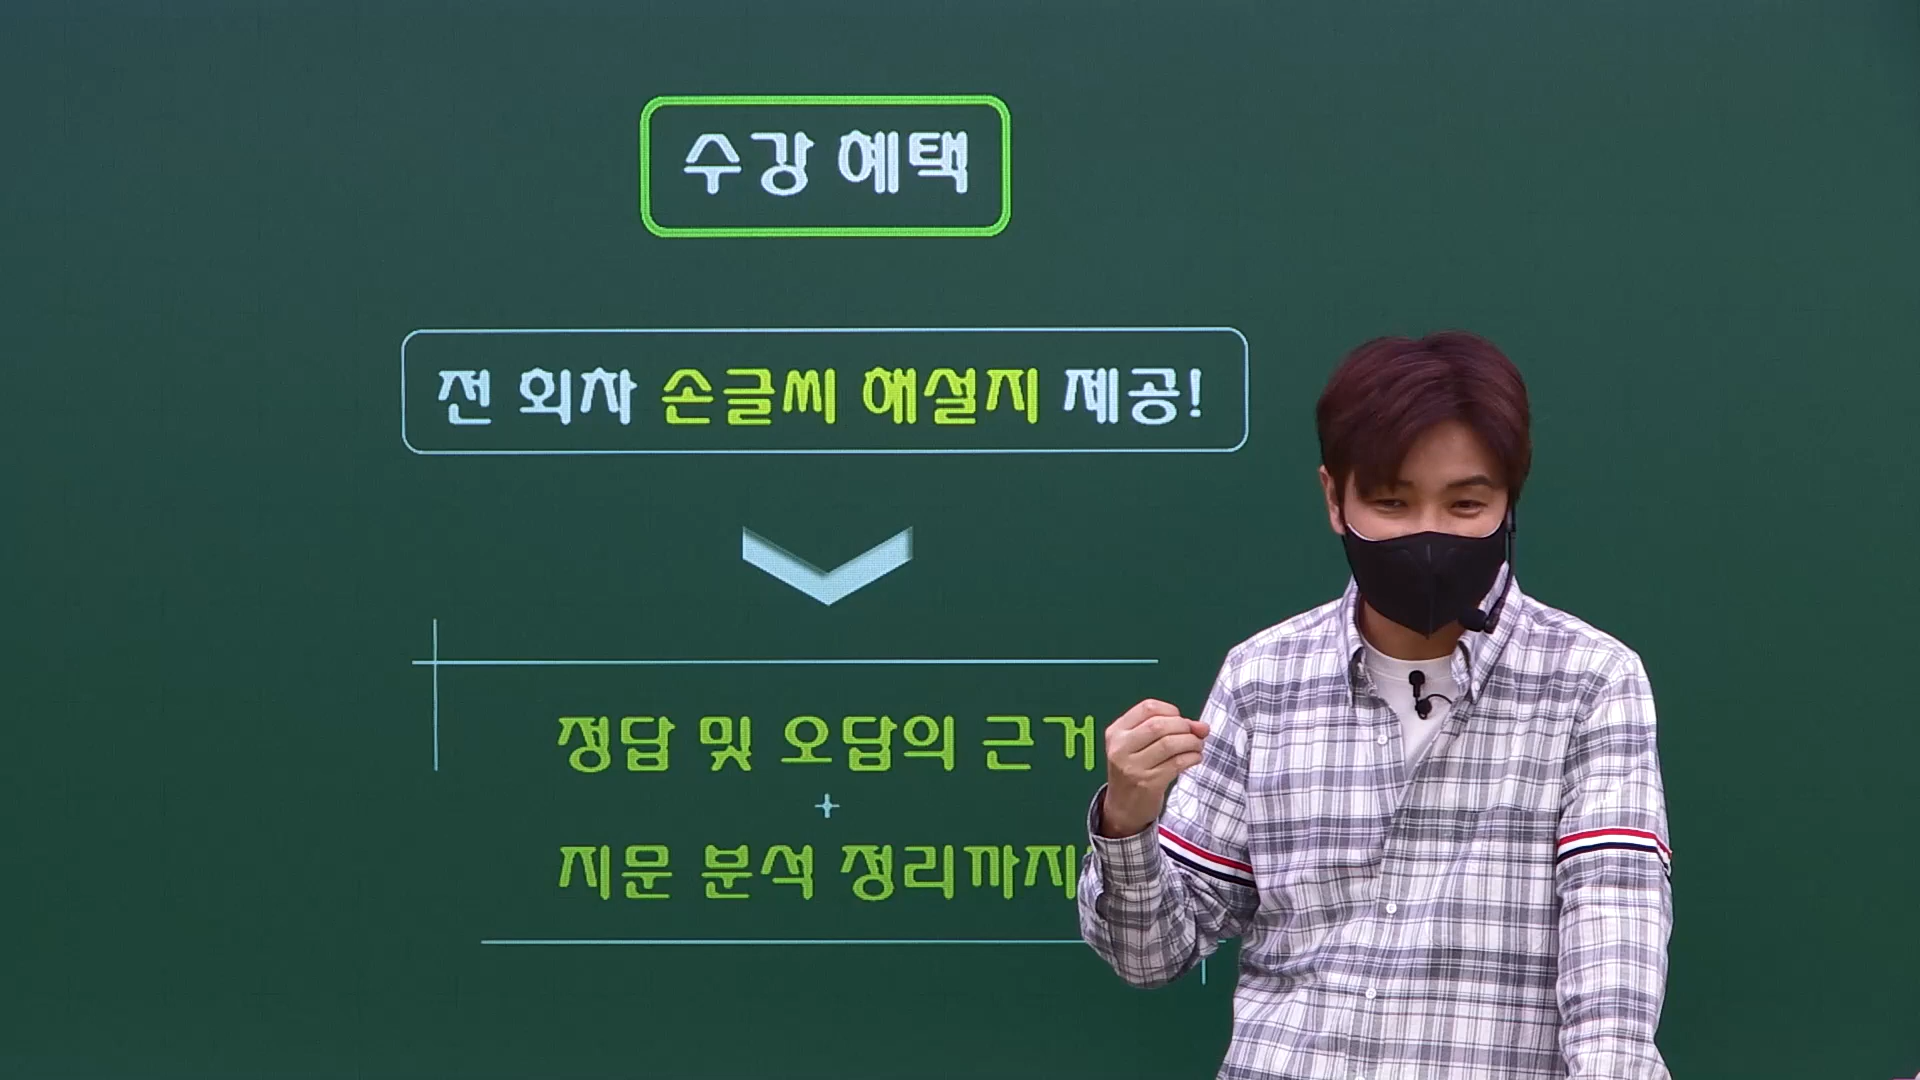 수강 혜택
전 회차 손글씨 해설지 제공!
정답 및 오답의 근거
+
지문 분석 정리까지